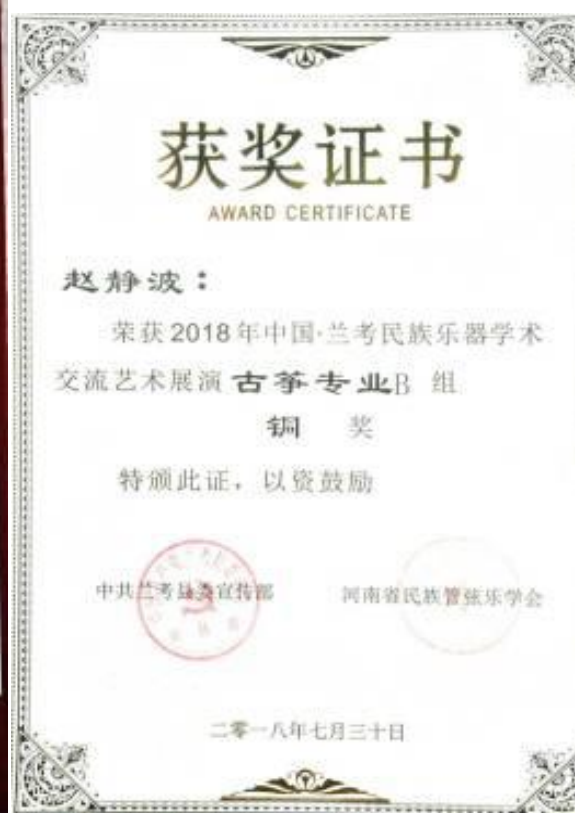 获奖证书
AWARD CERTIFICATE
赵静波：
荣获2018年中国·兰考民族乐器学术
交流艺术展演 古筝专业B 组
铜 奖
特颁此证，以资鼓励
中共兰考县委宣传部 河南省民族管弦乐学会
二零一八年七月三十日